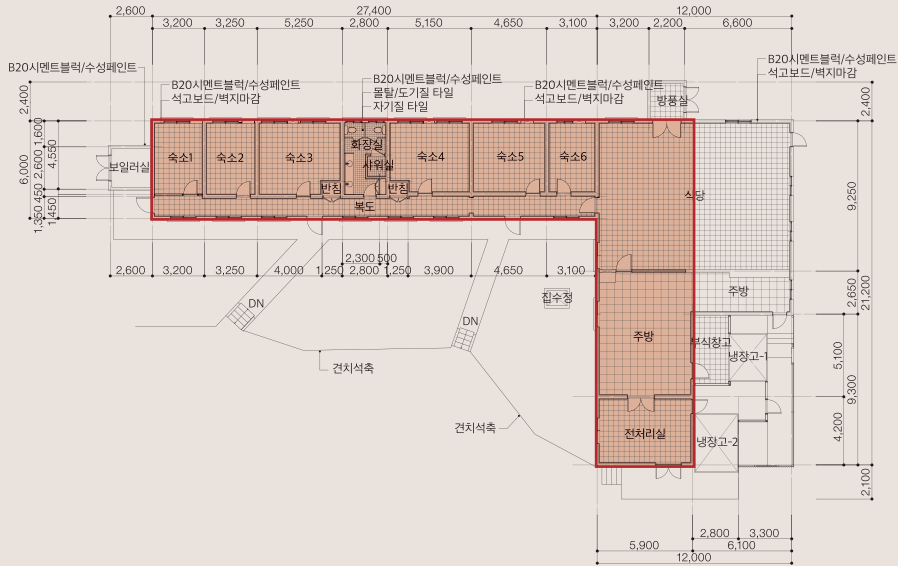 2,600
27,400
12,000
3,200
3,250
5,250
2,800
5,150
4,650
3,100
3,200
2,200
6,600
B20시멘트블럭/수성페인트
B20시멘트블럭/수성페인트
석고보드/벽지마감
B20시멘트블럭/수성페인트
몰탈/도기질 타일
자기질 타일
B20시멘트블럭/수성페인트
석고보드/벽지마감
B20시멘트블럭/수성페인트
석고보드/벽지마감
2,400
2,400
방풍실
1,600
2,600
450
1,350
4,550
1,450
6,000
보일러실
숙소1
숙소2
숙소3
화장실
샤워실
숙소4
숙소5
숙소6
반침
반침
복도
식당
9,250
2,300
500
2,600
3,200
3,250
4,000
1,250
2,800
1,250
3,900
4,650
3,100
집수정
DN
DN
주방
주방
2,650
21,200
부식창고
냉장고-1
5,100
9,300
견치석축
견치석축
전처리실
냉장고-2
4,200
2,100
2,800
3,300
5,900
6,100
12,000